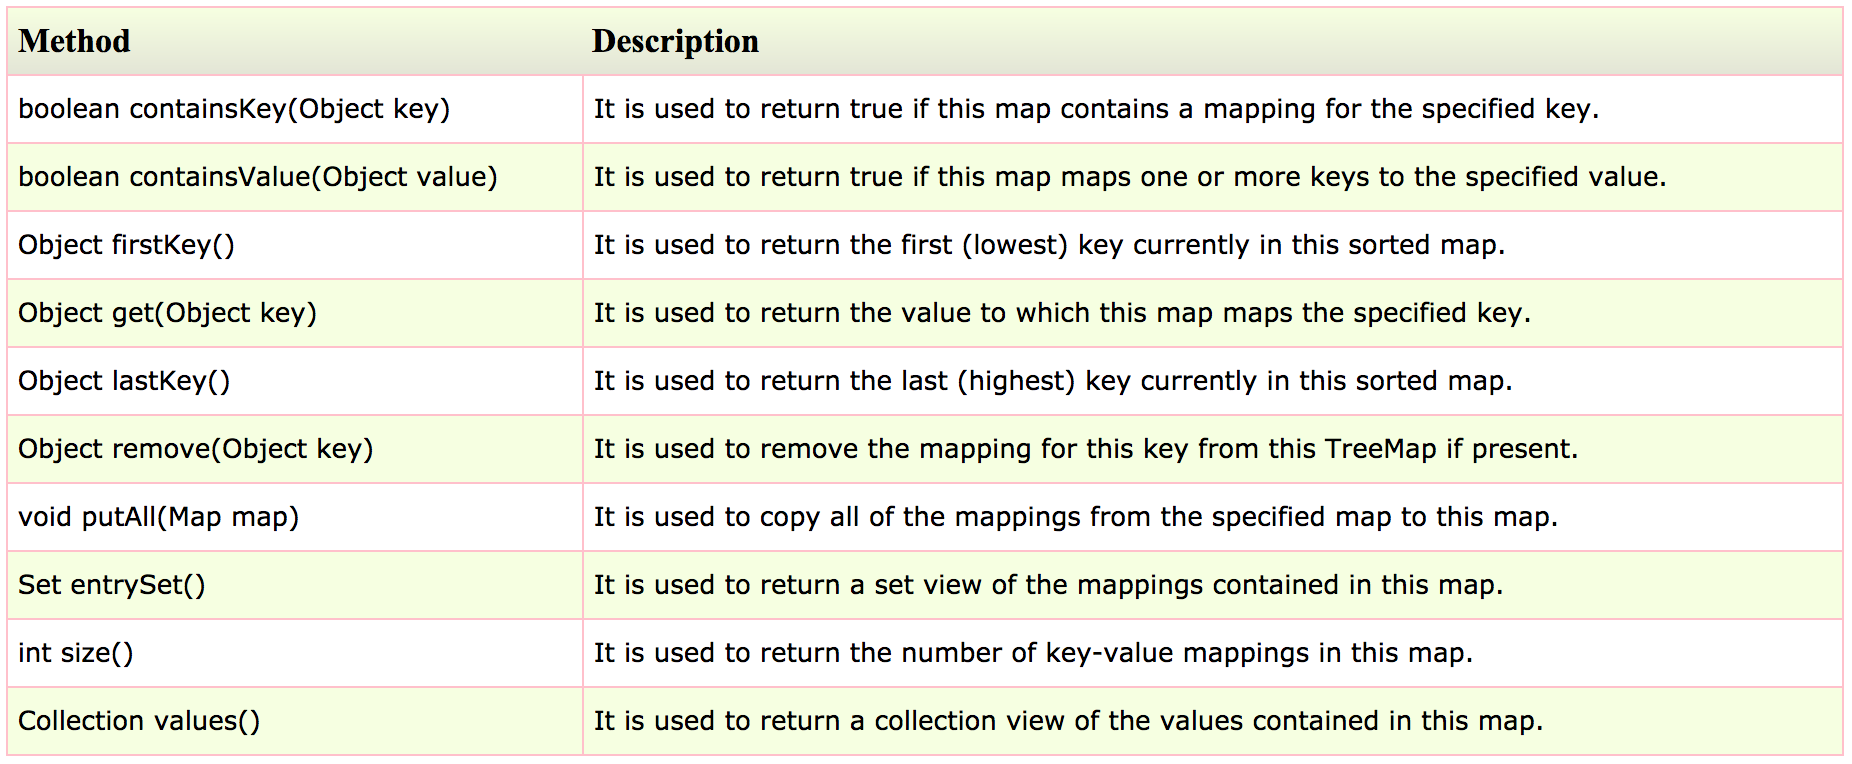 Method Description
boolean containsKey(Object key) It is used to return true if this map contains a mapping for the specified key.
boolean containsValue(Object value) It is used to return true if this map maps one or more keys to the specified value.
Object firstKey() It is used to return the first (lowest) key currently in this sorted map.
Object get(Object key) It is used to return the value to which this map maps the specified key.
Object lastKey() It is used to return the last (highest) key currently in this sorted map.
Object remove(Object key) It is used to remove the mapping for this key from this TreeMap if present.
void putAll(Map map) It is used to copy all of the mappings from the specified map to this map.
Set entrySet() It is used to return a set view of the mappings contained in this map.
int size() It is used to return the number of key-value mappings in this map.
Collection values() It is used to return a collection view of the values contained in this map.